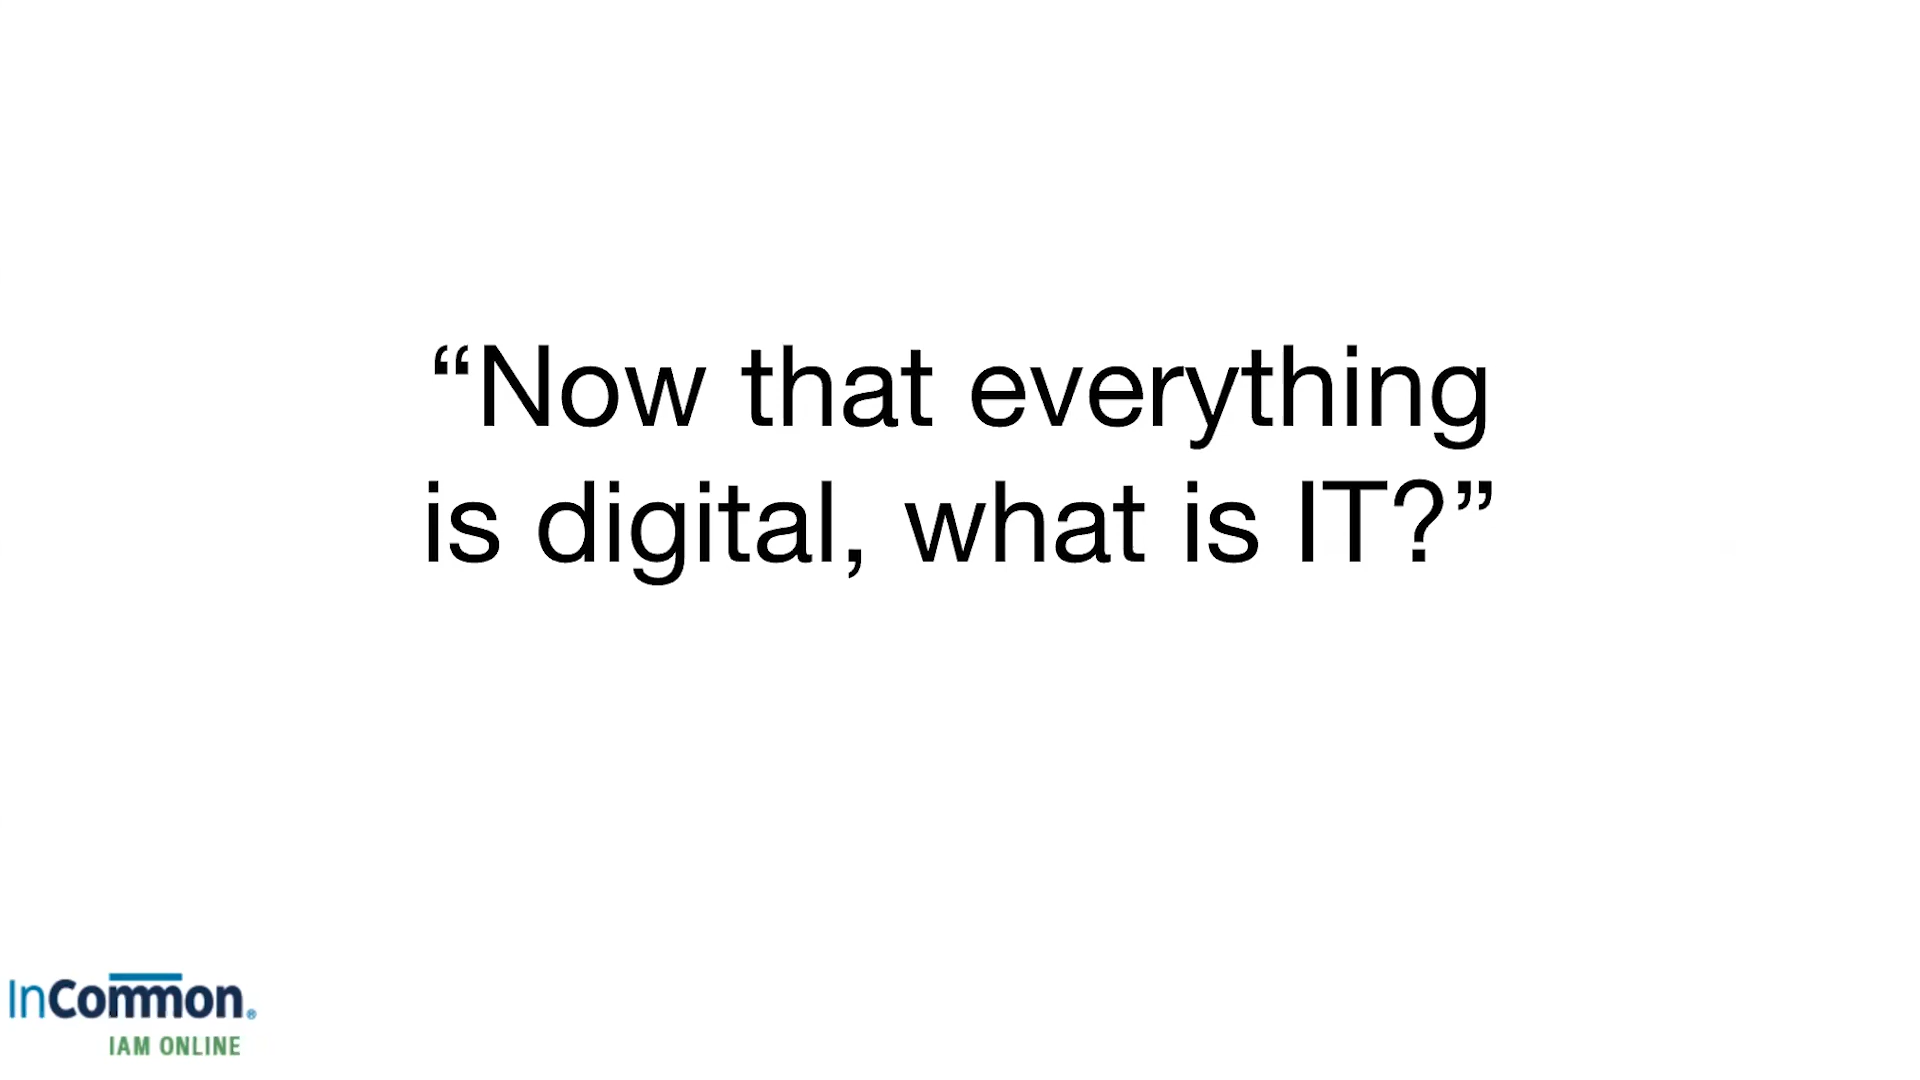 “Now that everything
is digital, what is IT?”
InCommon®
IAM ONLINE